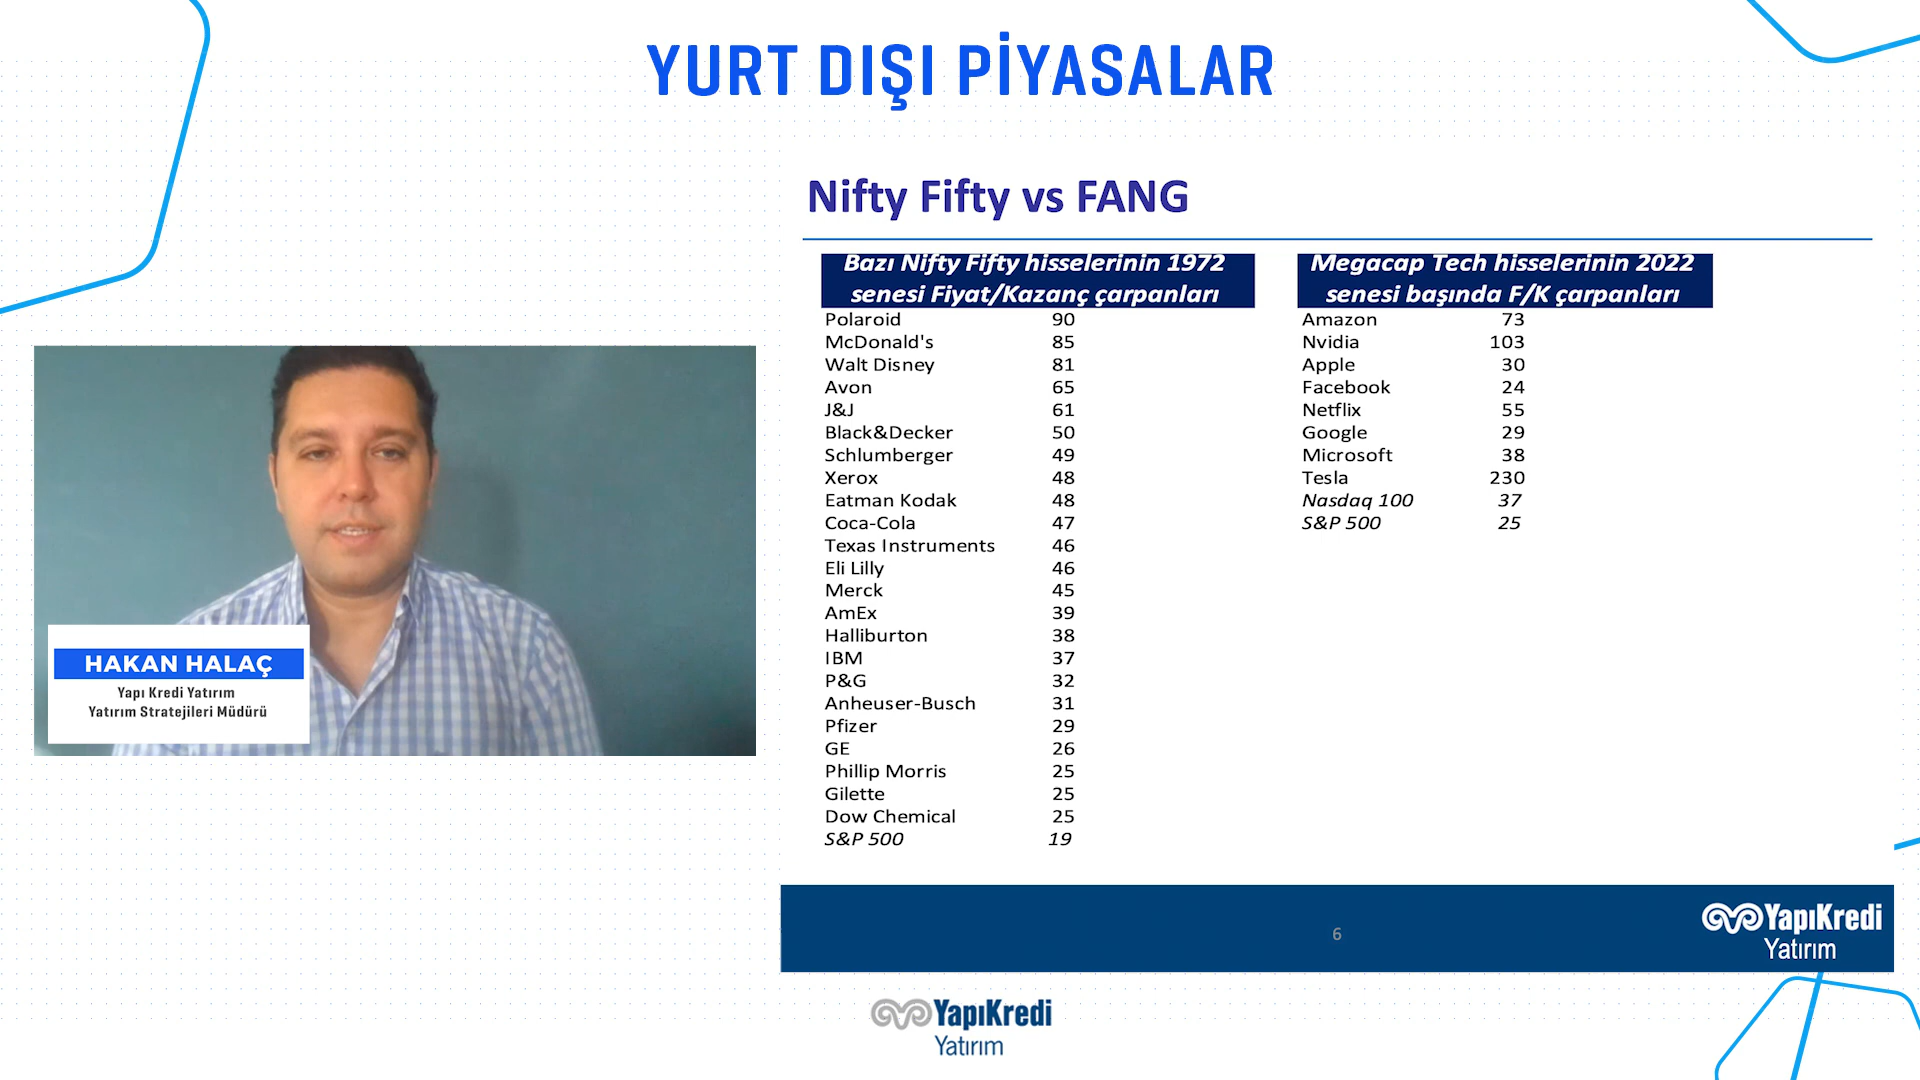 YURT DIŞI PİYASALAR
Nifty Fifty vs FANG
Bazı Nifty Fifty hisselerinin 1972
senesi Fiyat/Kazanç çarpanları
Polaroid 90
McDonald's 85
Walt Disney 81
Avon 65
J&J 61
Black&Decker 50
Schlumberger 49
Xerox 48
Eatman Kodak 48
Coca-Cola 47
Texas Instruments 46
Eli Lilly 46
Merck 45
AmEx 39
Halliburton 38
IBM 37
P&G 32
Anheuser-Busch 31
Pfizer 29
GE 26
Phillip Morris 25
Gilette 25
Dow Chemical 25
S&P 500 19
Megacap Tech hisselerinin 2022
senesi başında F/K çarpanları
Amazon 73
Nvidia 103
Apple 30
Facebook 24
Netflix 55
Google 29
Microsoft 38
Tesla 230
Nasdaq 100 37
S&P 500 25
HAKAN HALAÇ
Yapı Kredi Yatırım
Yatırım Stratejileri Müdürü
6
YapıKredi
Yatırım
YapıKredi
Yatırım